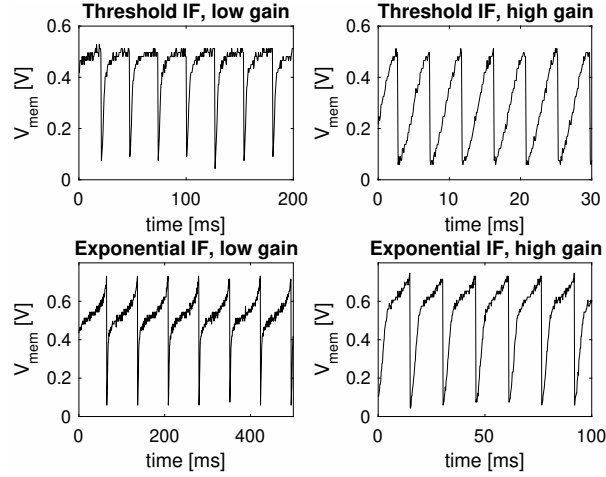 Threshold IF, low gain
Threshold IF, high gain
V_mem [V]
0.6
0.4
0.2
0
0 100 200
time [ms]
V_mem [V]
0.6
0.4
0.2
0
0 10 20 30
time [ms]
Exponential IF, low gain
Exponential IF, high gain
V_mem [V]
0.6
0.4
0.2
0
0 200 400
time [ms]
V_mem [V]
0.6
0.4
0.2
0
0 50 100
time [ms]